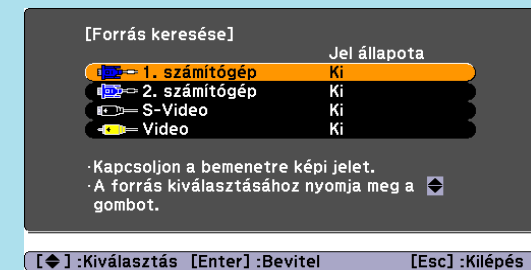 [Forrás keresése]
Jel állapota
1. számítógép Ki
2. számítógép Ki
S-Video Ki
Video Ki
·Kapcsoljon a bemenetre képi jelet.
·A forrás kiválasztásához nyomja meg a
gombot.
[ ] :Kiválasztás [Enter] :Bevitel [Esc] :Kilépés